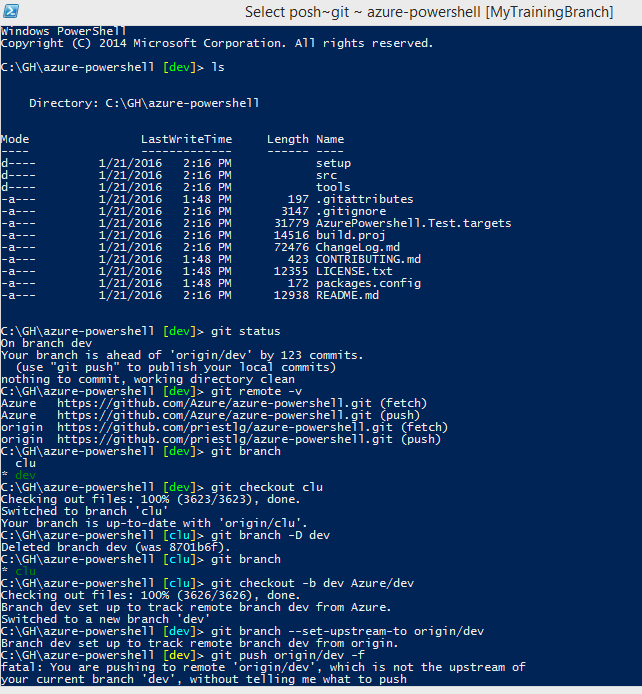 Select posh~git ~ azure-powershell [MyTrainingBranch]
Windows PowerShell
Copyright (C) 2014 Microsoft Corporation. All rights reserved.
C:\GH\azure-powershell [dev]> ls
Directory: C:\GH\azure-powershell
Mode LastWriteTime Length Name
---- ------------- ------ ----
d---- 1/21/2016 2:16 PM setup
d---- 1/21/2016 2:16 PM src
d---- 1/21/2016 2:16 PM tools
-a--- 1/21/2016 1:48 PM 197 .gitattributes
-a--- 1/21/2016 2:16 PM 3147 .gitignore
-a--- 1/21/2016 2:16 PM 31779 AzurePowershell.Test.targets
-a--- 1/21/2016 2:16 PM 14516 build.proj
-a--- 1/21/2016 2:16 PM 72476 ChangeLog.md
-a--- 1/21/2016 1:48 PM 423 CONTRIBUTING.md
-a--- 1/21/2016 1:48 PM 12355 LICENSE.txt
-a--- 1/21/2016 1:48 PM 172 packages.config
-a--- 1/21/2016 2:16 PM 12938 README.md
C:\GH\azure-powershell [dev]> git status
On branch dev
Your branch is ahead of 'origin/dev' by 123 commits.
(use "git push" to publish your local commits)
nothing to commit, working directory clean
C:\GH\azure-powershell [dev]> git remote -v
Azure https://github.com/Azure/azure-powershell.git (fetch)
Azure https://github.com/Azure/azure-powershell.git (push)
origin https://github.com/priestlg/azure-powershell.git (fetch)
origin https://github.com/priestlg/azure-powershell.git (push)
C:\GH\azure-powershell [dev]> git branch
clu
* dev
C:\GH\azure-powershell [dev]> git checkout clu
Checking out files: 100% (3623/3623), done.
Switched to branch 'clu'
Your branch is up-to-date with 'origin/clu'.
C:\GH\azure-powershell [clu]> git branch -D dev
Deleted branch dev (was 8701b6f).
C:\GH\azure-powershell [clu]> git branch
* clu
C:\GH\azure-powershell [clu]> git checkout -b dev Azure/dev
Checking out files: 100% (3626/3626), done.
Branch dev set up to track remote branch dev from Azure.
Switched to a new branch 'dev'
C:\GH\azure-powershell [dev]> git branch --set-upstream-to origin/dev
Branch dev set up to track remote branch dev from origin.
C:\GH\azure-powershell [dev]> git push origin/dev -f
fatal: You are pushing to remote 'origin/dev', which is not the upstream of
your current branch 'dev', without telling me what to push